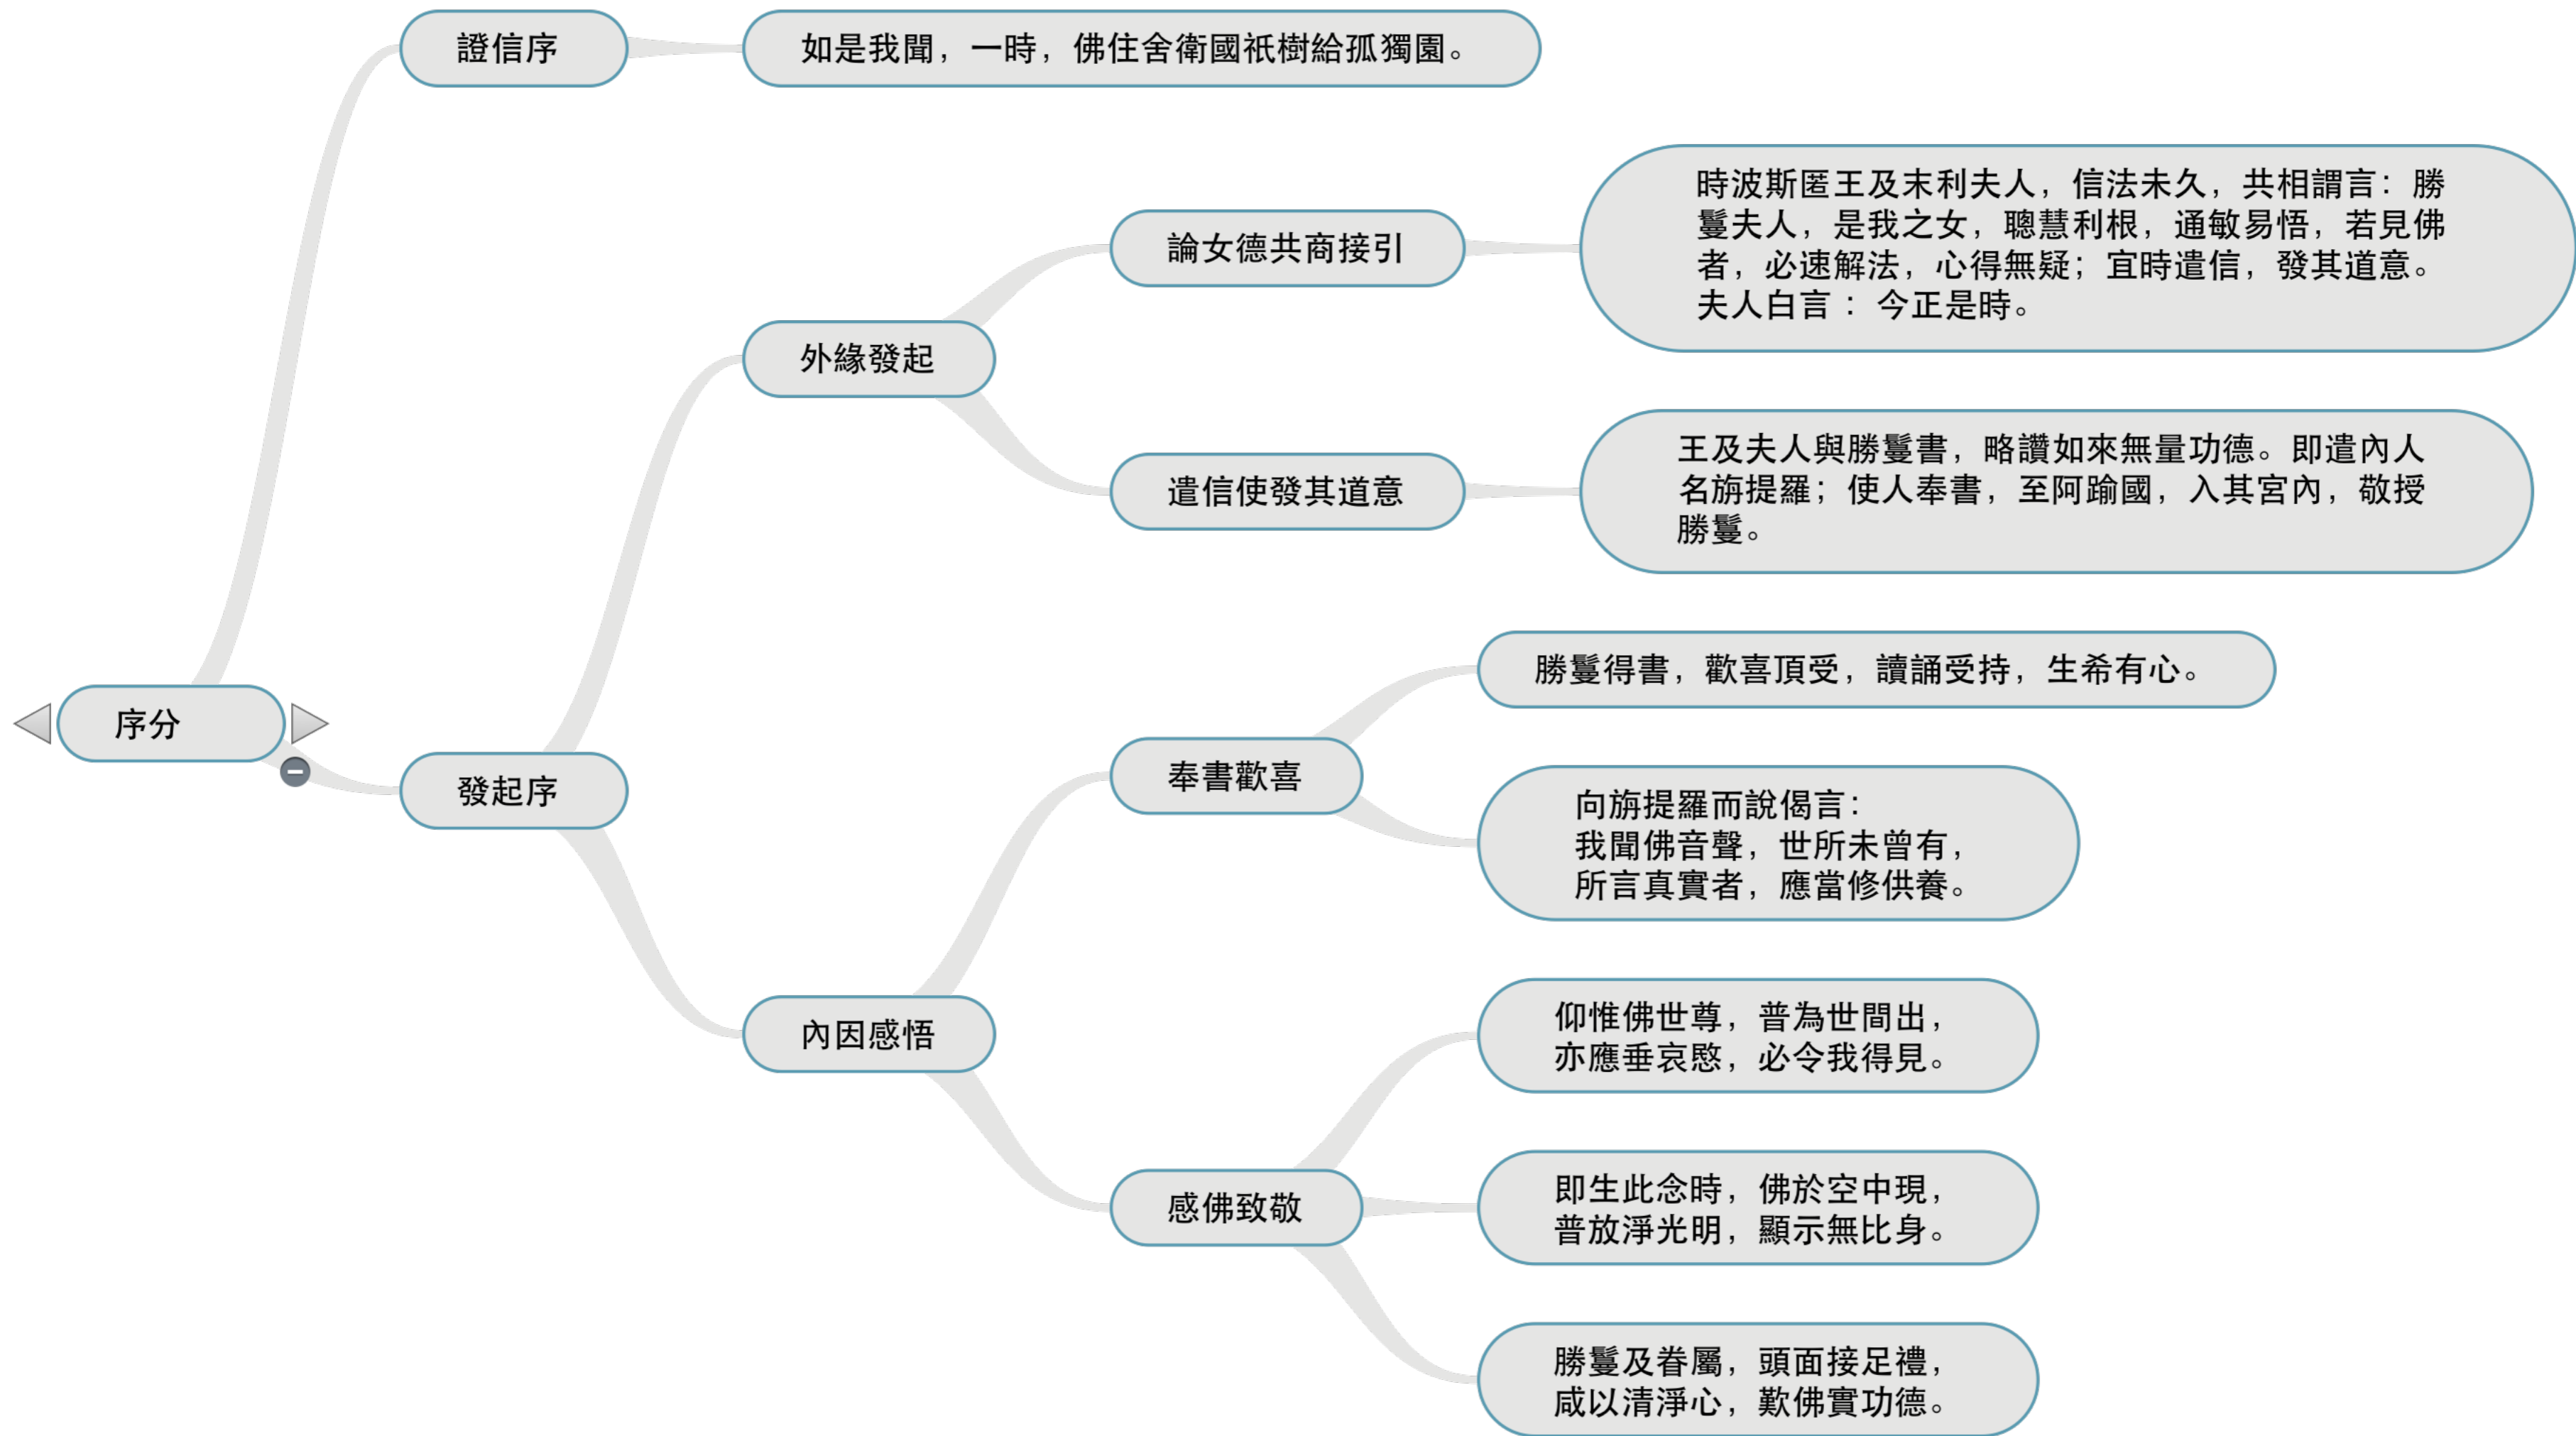 序分
證信序
如是我聞，一時，佛住舍衛國祇樹給孤獨園。
發起序
外緣發起
論女德共商接引
時波斯匿王及末利夫人，信法未久，共相謂言：勝
鬘夫人，是我之女，聰慧利根，通敏易悟，若見佛
者，必速解法，心得無疑；宜時遣信，發其道意。
夫人白言：今正是時。
遣信使發其道意
王及夫人與勝鬘書，略讚如來無量功德。即遣內人
名旃提羅；使人奉書，至阿踰國，入其宮內，敬授
勝鬘。
內因感悟
奉書歡喜
勝鬘得書，歡喜頂受，讀誦受持，生希有心。
向旃提羅而說偈言：
我聞佛音聲，世所未曾有，
所言真實者，應當修供養。
感佛致敬
仰惟佛世尊，普為世間出，
亦應垂哀愍，必令我得見。
即生此念時，佛於空中現，
普放淨光明，顯示無比身。
勝鬘及眷屬，頭面接足禮，
咸以清淨心，歎佛實功德。